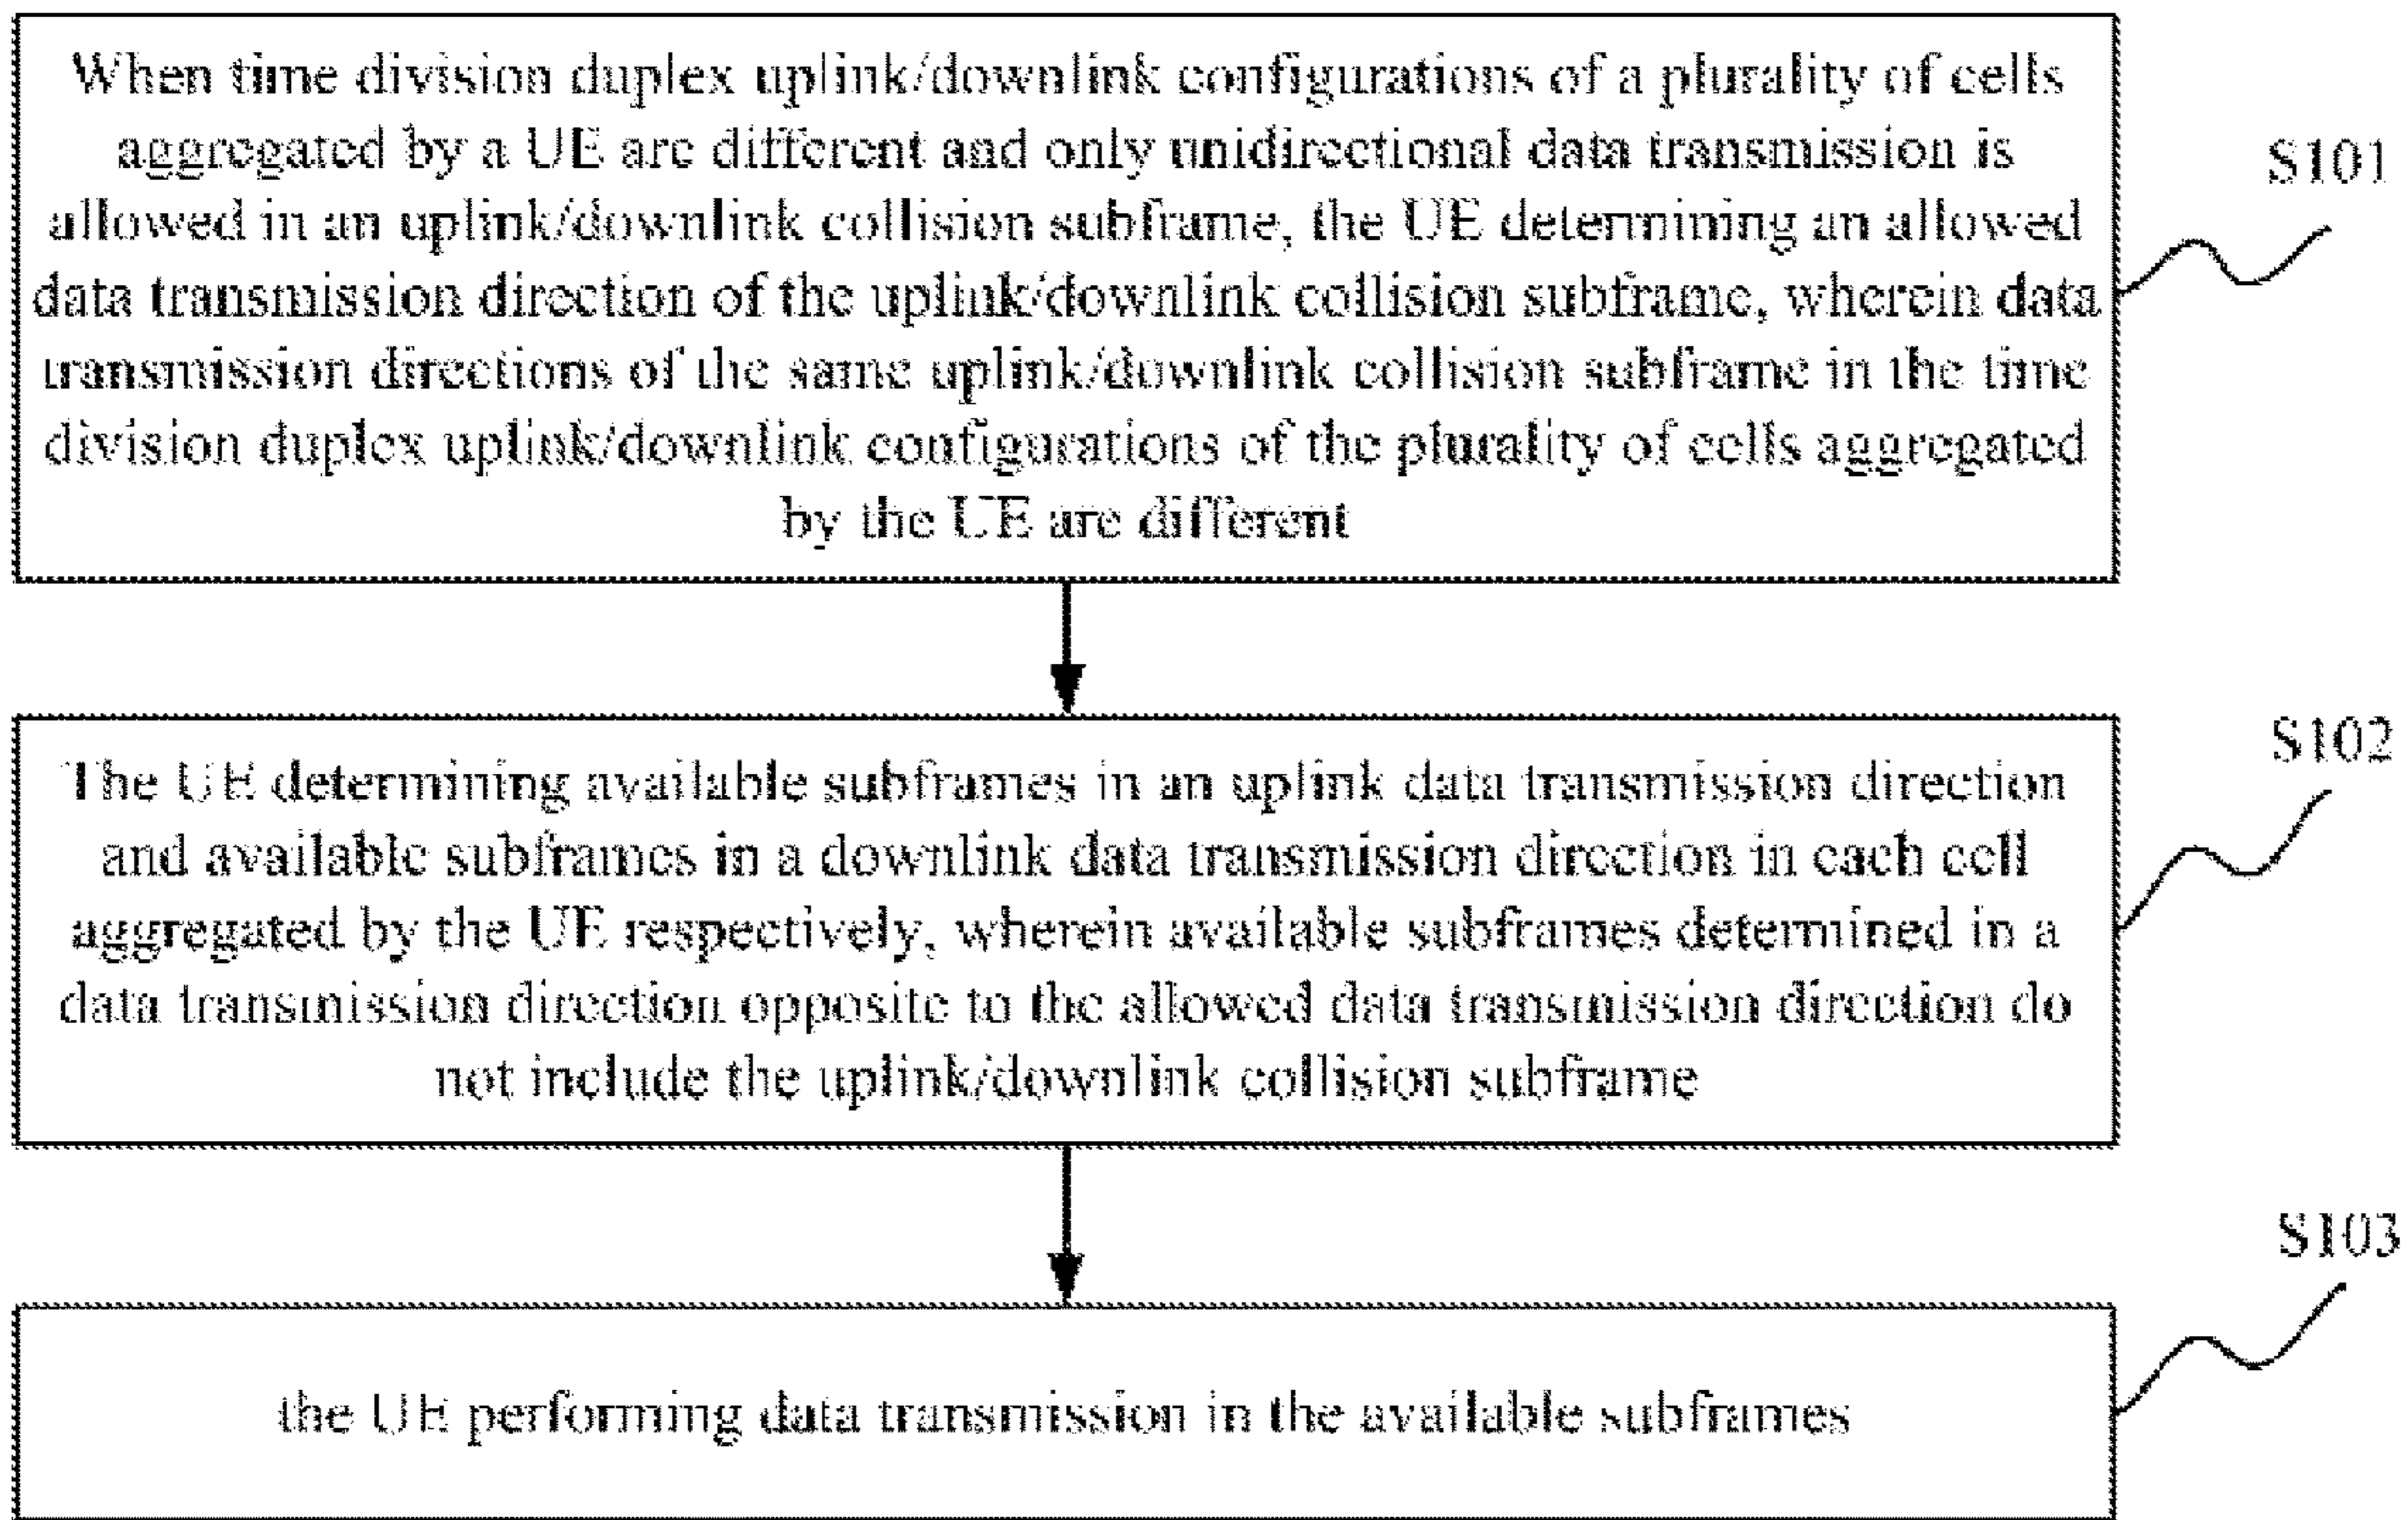 When time division duplex uplink/downlink configurations of a plurality of cells
aggregated by a UE are different and only unidirectional data transmission is
allowed in an uplink/downlink collision subframe, the UE determining an allowed
data transmission direction of the uplink/downlink collision subframe, wherein data
transmission directions of the same uplink/downlink collision subframe in the time
division duplex uplink/downlink configurations of the plurality of cells aggregated
by the UE are different
S101
The UE determining available subframes in an uplink data transmission direction
and available subframes in a downlink data transmission direction in each cell
aggregated by the UE respectively, wherein available subframes determined in a
data transmission direction opposite to the allowed data transmission direction do
not include the uplink/downlink collision subframe
S102
the UE performing data transmission in the available subframes
S103